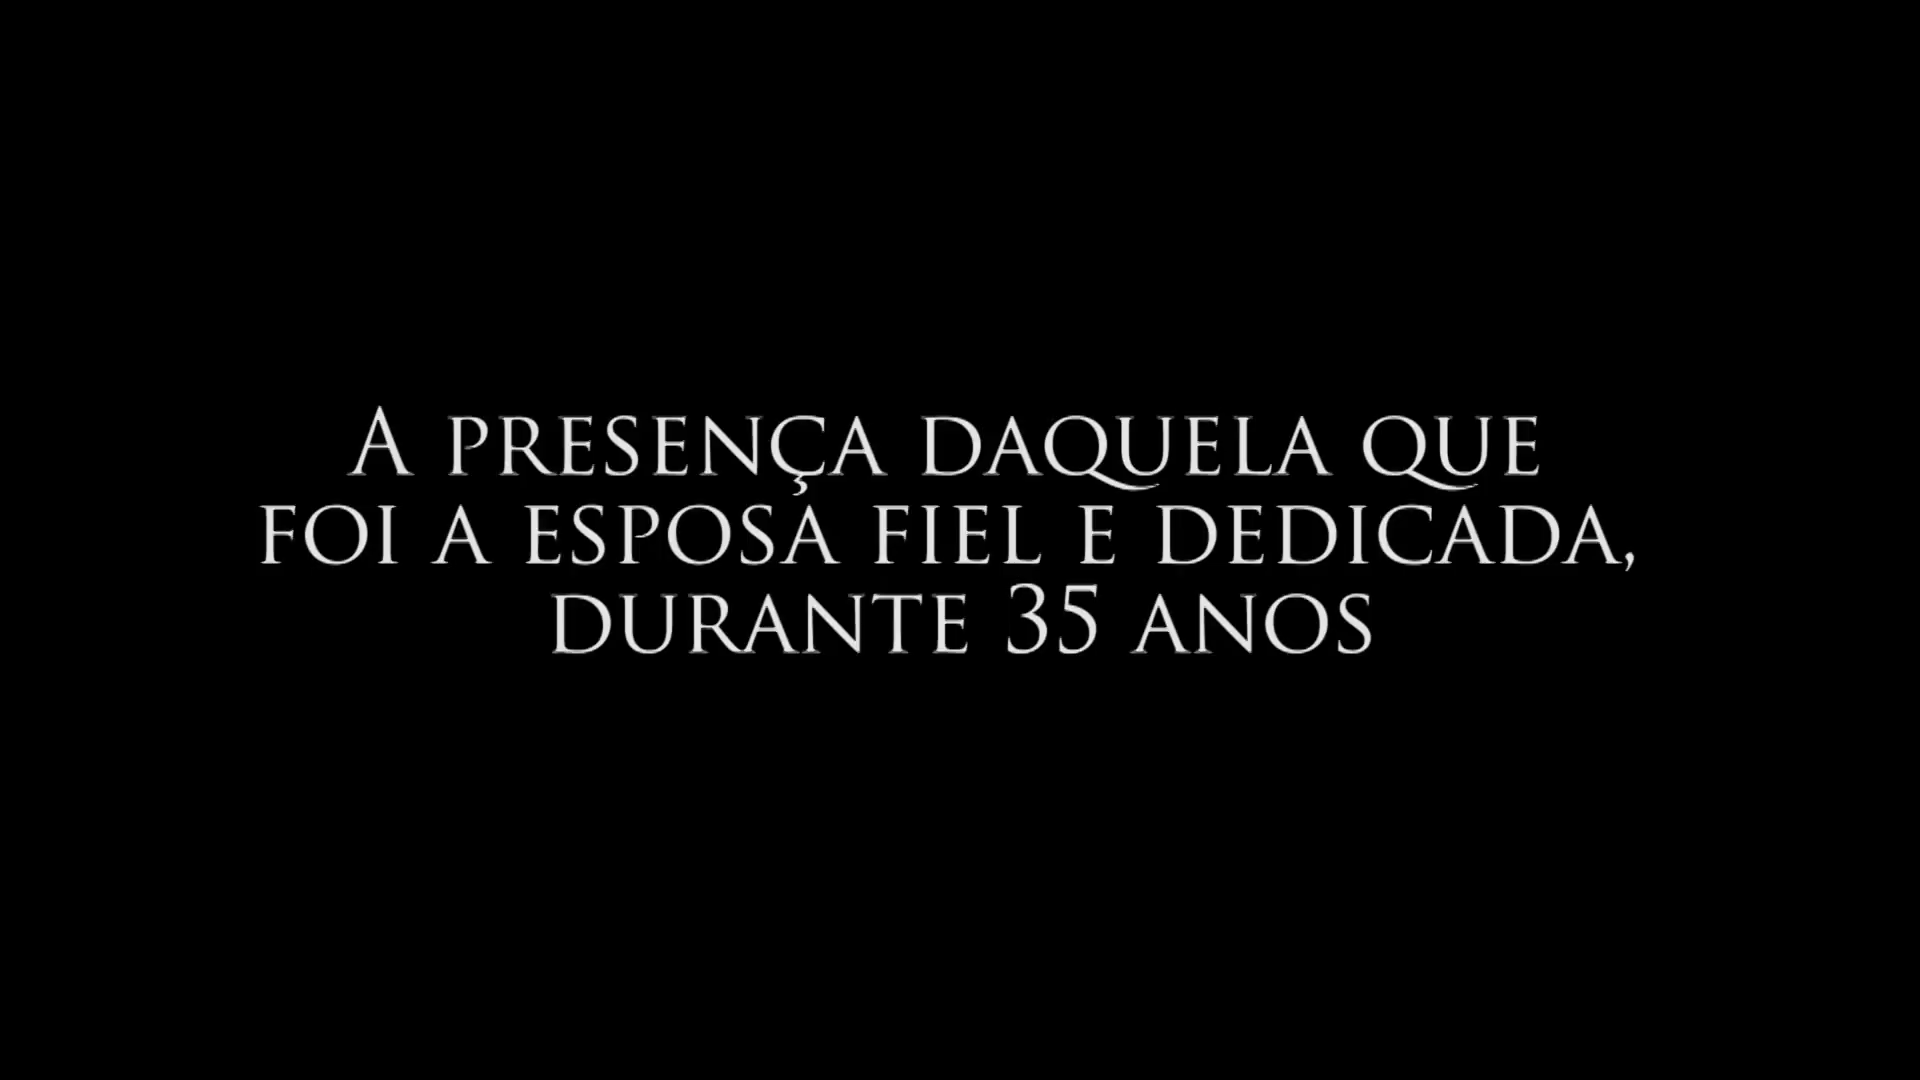 A PRESENÇA DAQUELA QUE
FOI A ESPOSA FIEL E DEDICADA,
DURANTE 35 ANOS